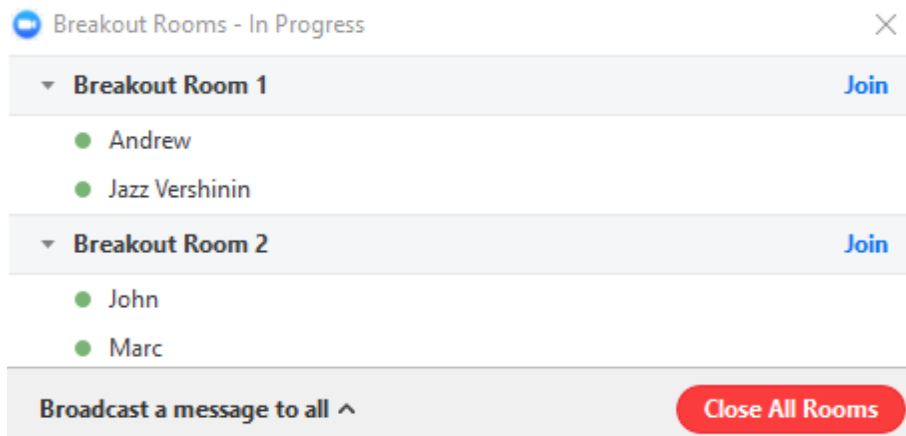 Breakout Rooms - In Progress
Breakout Room 1 Join
Andrew
Jazz Vershinin
Breakout Room 2 Join
John
Marc
Broadcast a message to all Close All Rooms